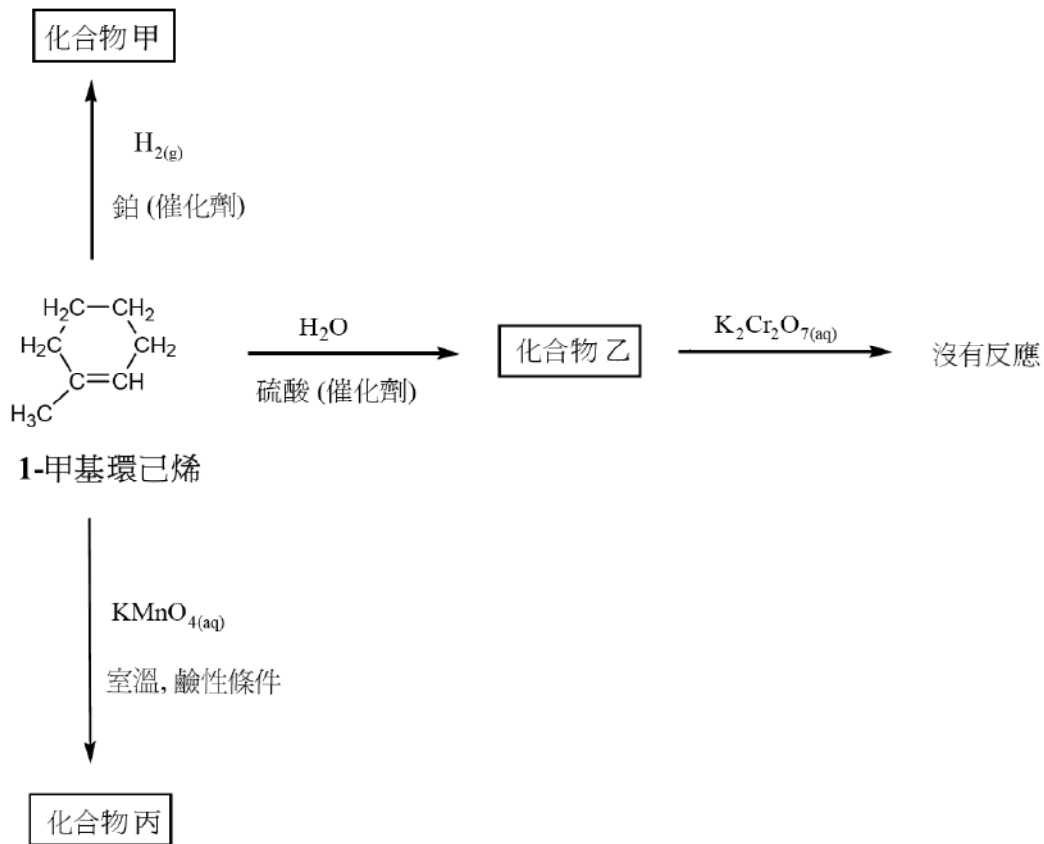 化合物 甲
H₂(g)
鉑 (催化劑)
H₂C CH₂
H₂C CH₂
C=CH
H₃C
1-甲基環己烯
H₂O
硫酸 (催化劑)
化合物 乙
K₂Cr₂O₇(aq)
沒有反應
KMnO₄(aq)
室溫, 鹼性條件
化合物 丙